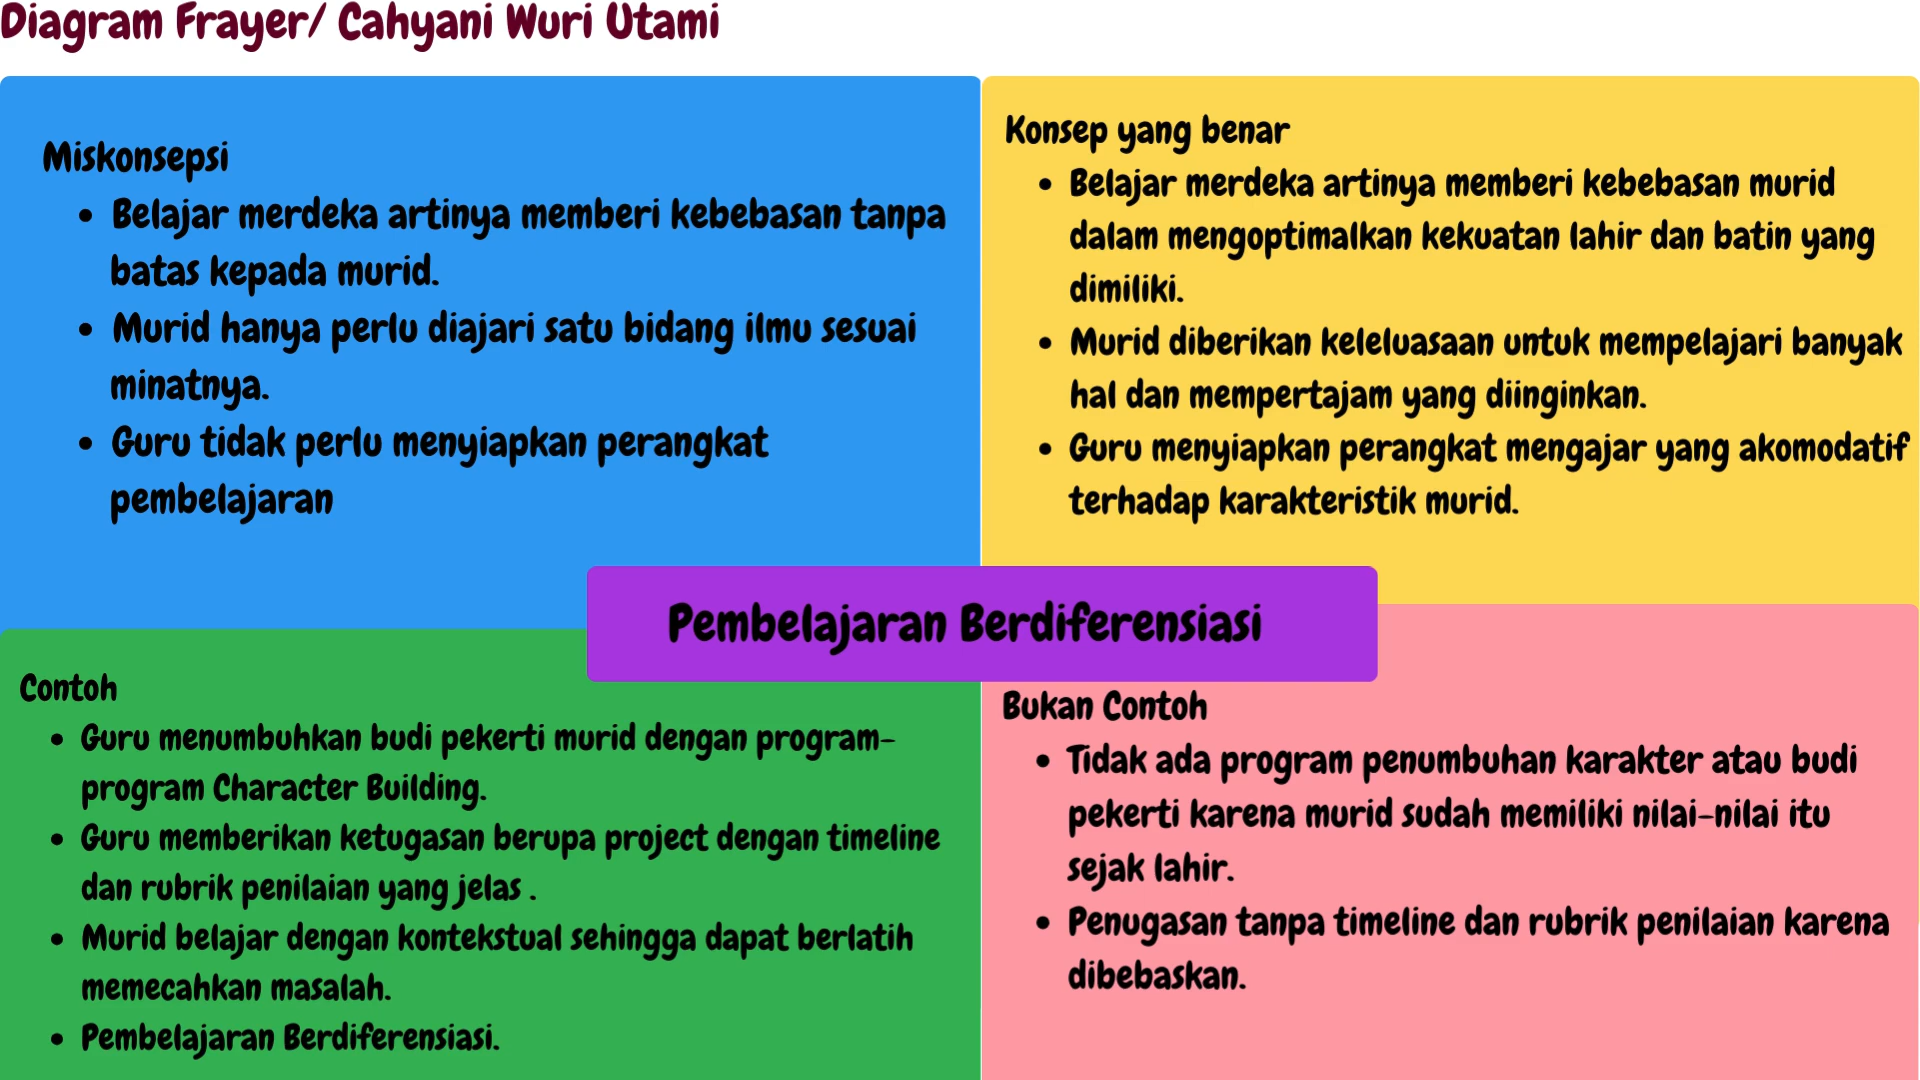 Diagram Frayer/ Cahyani Wuri Utami
Miskonsepsi
• Belajar merdeka artinya memberi kebebasan tanpa
batas kepada murid.
• Murid hanya perlu diajari satu bidang ilmu sesuai
minatnya.
• Guru tidak perlu menyiapkan perangkat
pembelajaran
Konsep yang benar
• Belajar merdeka artinya memberi kebebasan murid
dalam mengoptimalkan kekuatan lahir dan batin yang
dimiliki.
• Murid diberikan keleluasaan untuk mempelajari banyak
hal dan mempertajam yang diinginkan.
• Guru menyiapkan perangkat mengajar yang akomodatif
terhadap karakteristik murid.
Pembelajaran Berdiferensiasi
Contoh
• Guru menumbuhkan budi pekerti murid dengan program-
program Character Building.
• Guru memberikan ketugasan berupa project dengan timeline
dan rubrik penilaian yang jelas .
• Murid belajar dengan kontekstual sehingga dapat berlatih
memecahkan masalah.
• Pembelajaran Berdiferensiasi.
Bukan Contoh
• Tidak ada program penumbuhan karakter atau budi
pekerti karena murid sudah memiliki nilai-nilai itu
sejak lahir.
• Penugasan tanpa timeline dan rubrik penilaian karena
dibebaskan.